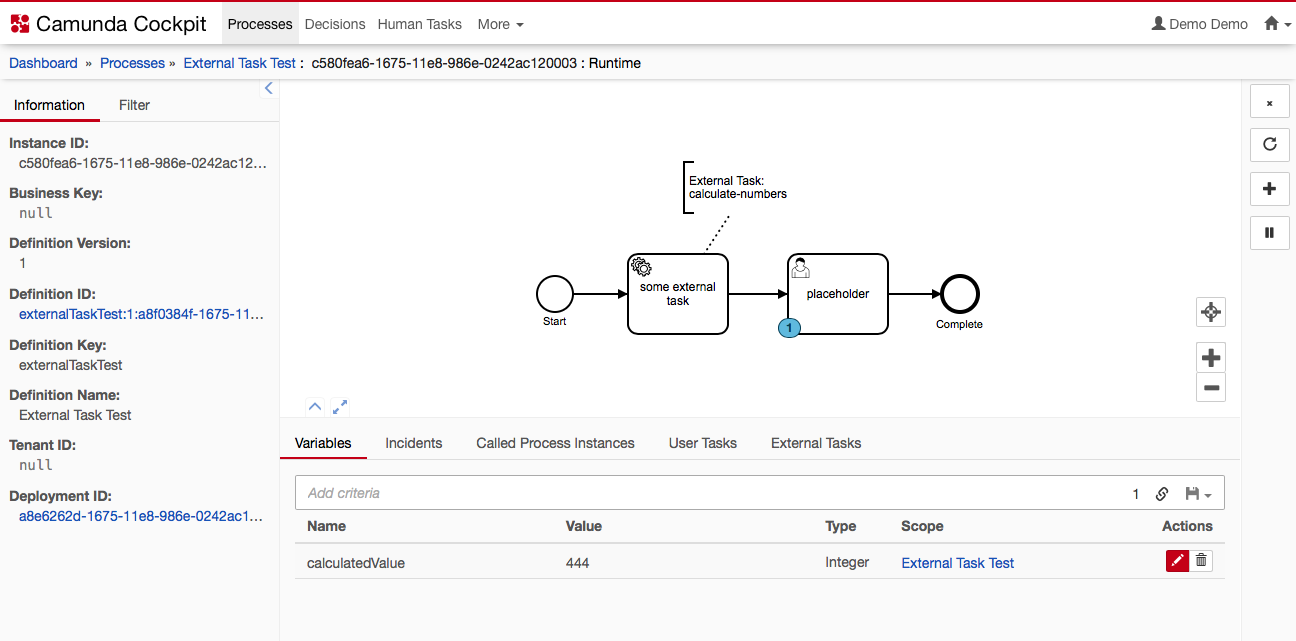 Camunda Cockpit Processes Decisions Human Tasks More Demo Demo
Dashboard » Processes » External Task Test : c580fea6-1675-11e8-986e-0242ac120003 : Runtime
Information Filter
Instance ID:
c580fea6-1675-11e8-986e-0242ac12...
Business Key:
null
Definition Version:
1
Definition ID:
externalTaskTest:1:a8f0384f-1675-11...
Definition Key:
externalTaskTest
Definition Name:
External Task Test
Tenant ID:
null
Deployment ID:
a8e6262d-1675-11e8-986e-0242ac1...
External Task:
calculate-numbers
Start
some external
task
placeholder
1
Complete
Variables Incidents Called Process Instances User Tasks External Tasks
Add criteria 1
Name Value Type Scope Actions
calculatedValue 444 Integer External Task Test